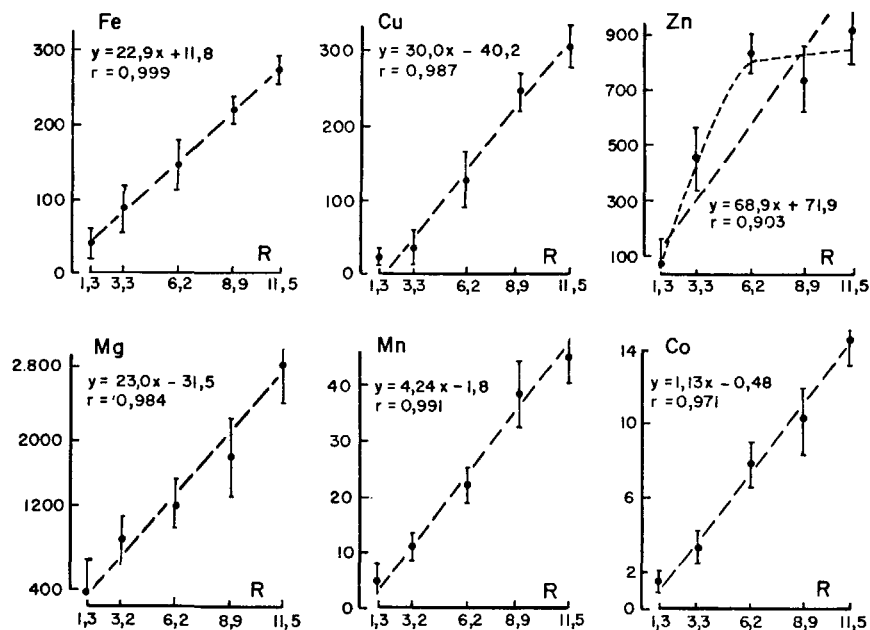 Fe
y = 22,9x + 11,8
r = 0,999
300
200
100
0
R
1,3 3,3 6,2 8,9 11,5
Cu
y = 30,0x - 40,2
r = 0,987
300
200
100
0
R
1,3 3,2 6,2 8,9 11,5
Zn
900
700
500
300
100
y = 68,9x + 71,9
r = 0,903
R
1,3 3,3 6,2 8,9 11,5
Mg
y = 23,0x - 31,5
r = 0,984
2.800
2000
1200
400
R
1,3 3,2 6,2 8,9 11,5
Mn
y = 4,24x - 1,8
r = 0,991
40
30
20
10
0
R
1,3 3,2 6,2 8,9 11,5
Co
y = 1,13x - 0,48
r = 0,971
14
10
6
2
0
R
1,3 3,3 6,2 8,9 11,5